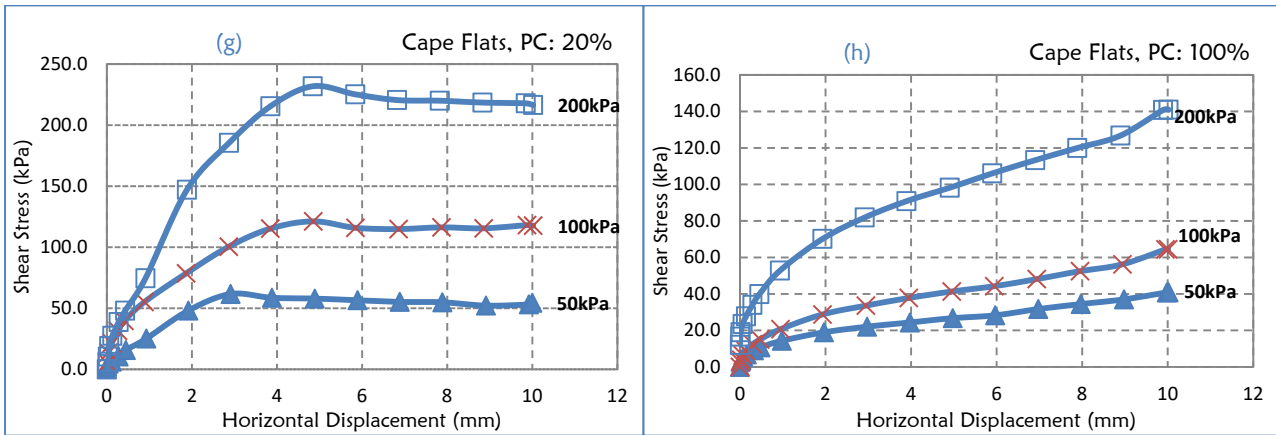 (g)
Cape Flats, PC: 20%
Shear Stress (kPa)
250.0
200.0
150.0
100.0
50.0
0.0
200kPa
100kPa
50kPa
0 2 4 6 8 10 12
Horizontal Displacement (mm)
(h)
Cape Flats, PC: 100%
Shear Stress (kPa)
160.0
140.0
120.0
100.0
80.0
60.0
40.0
20.0
0.0
200kPa
100kPa
50kPa
0 2 4 6 8 10 12
Horizontal Displacement (mm)